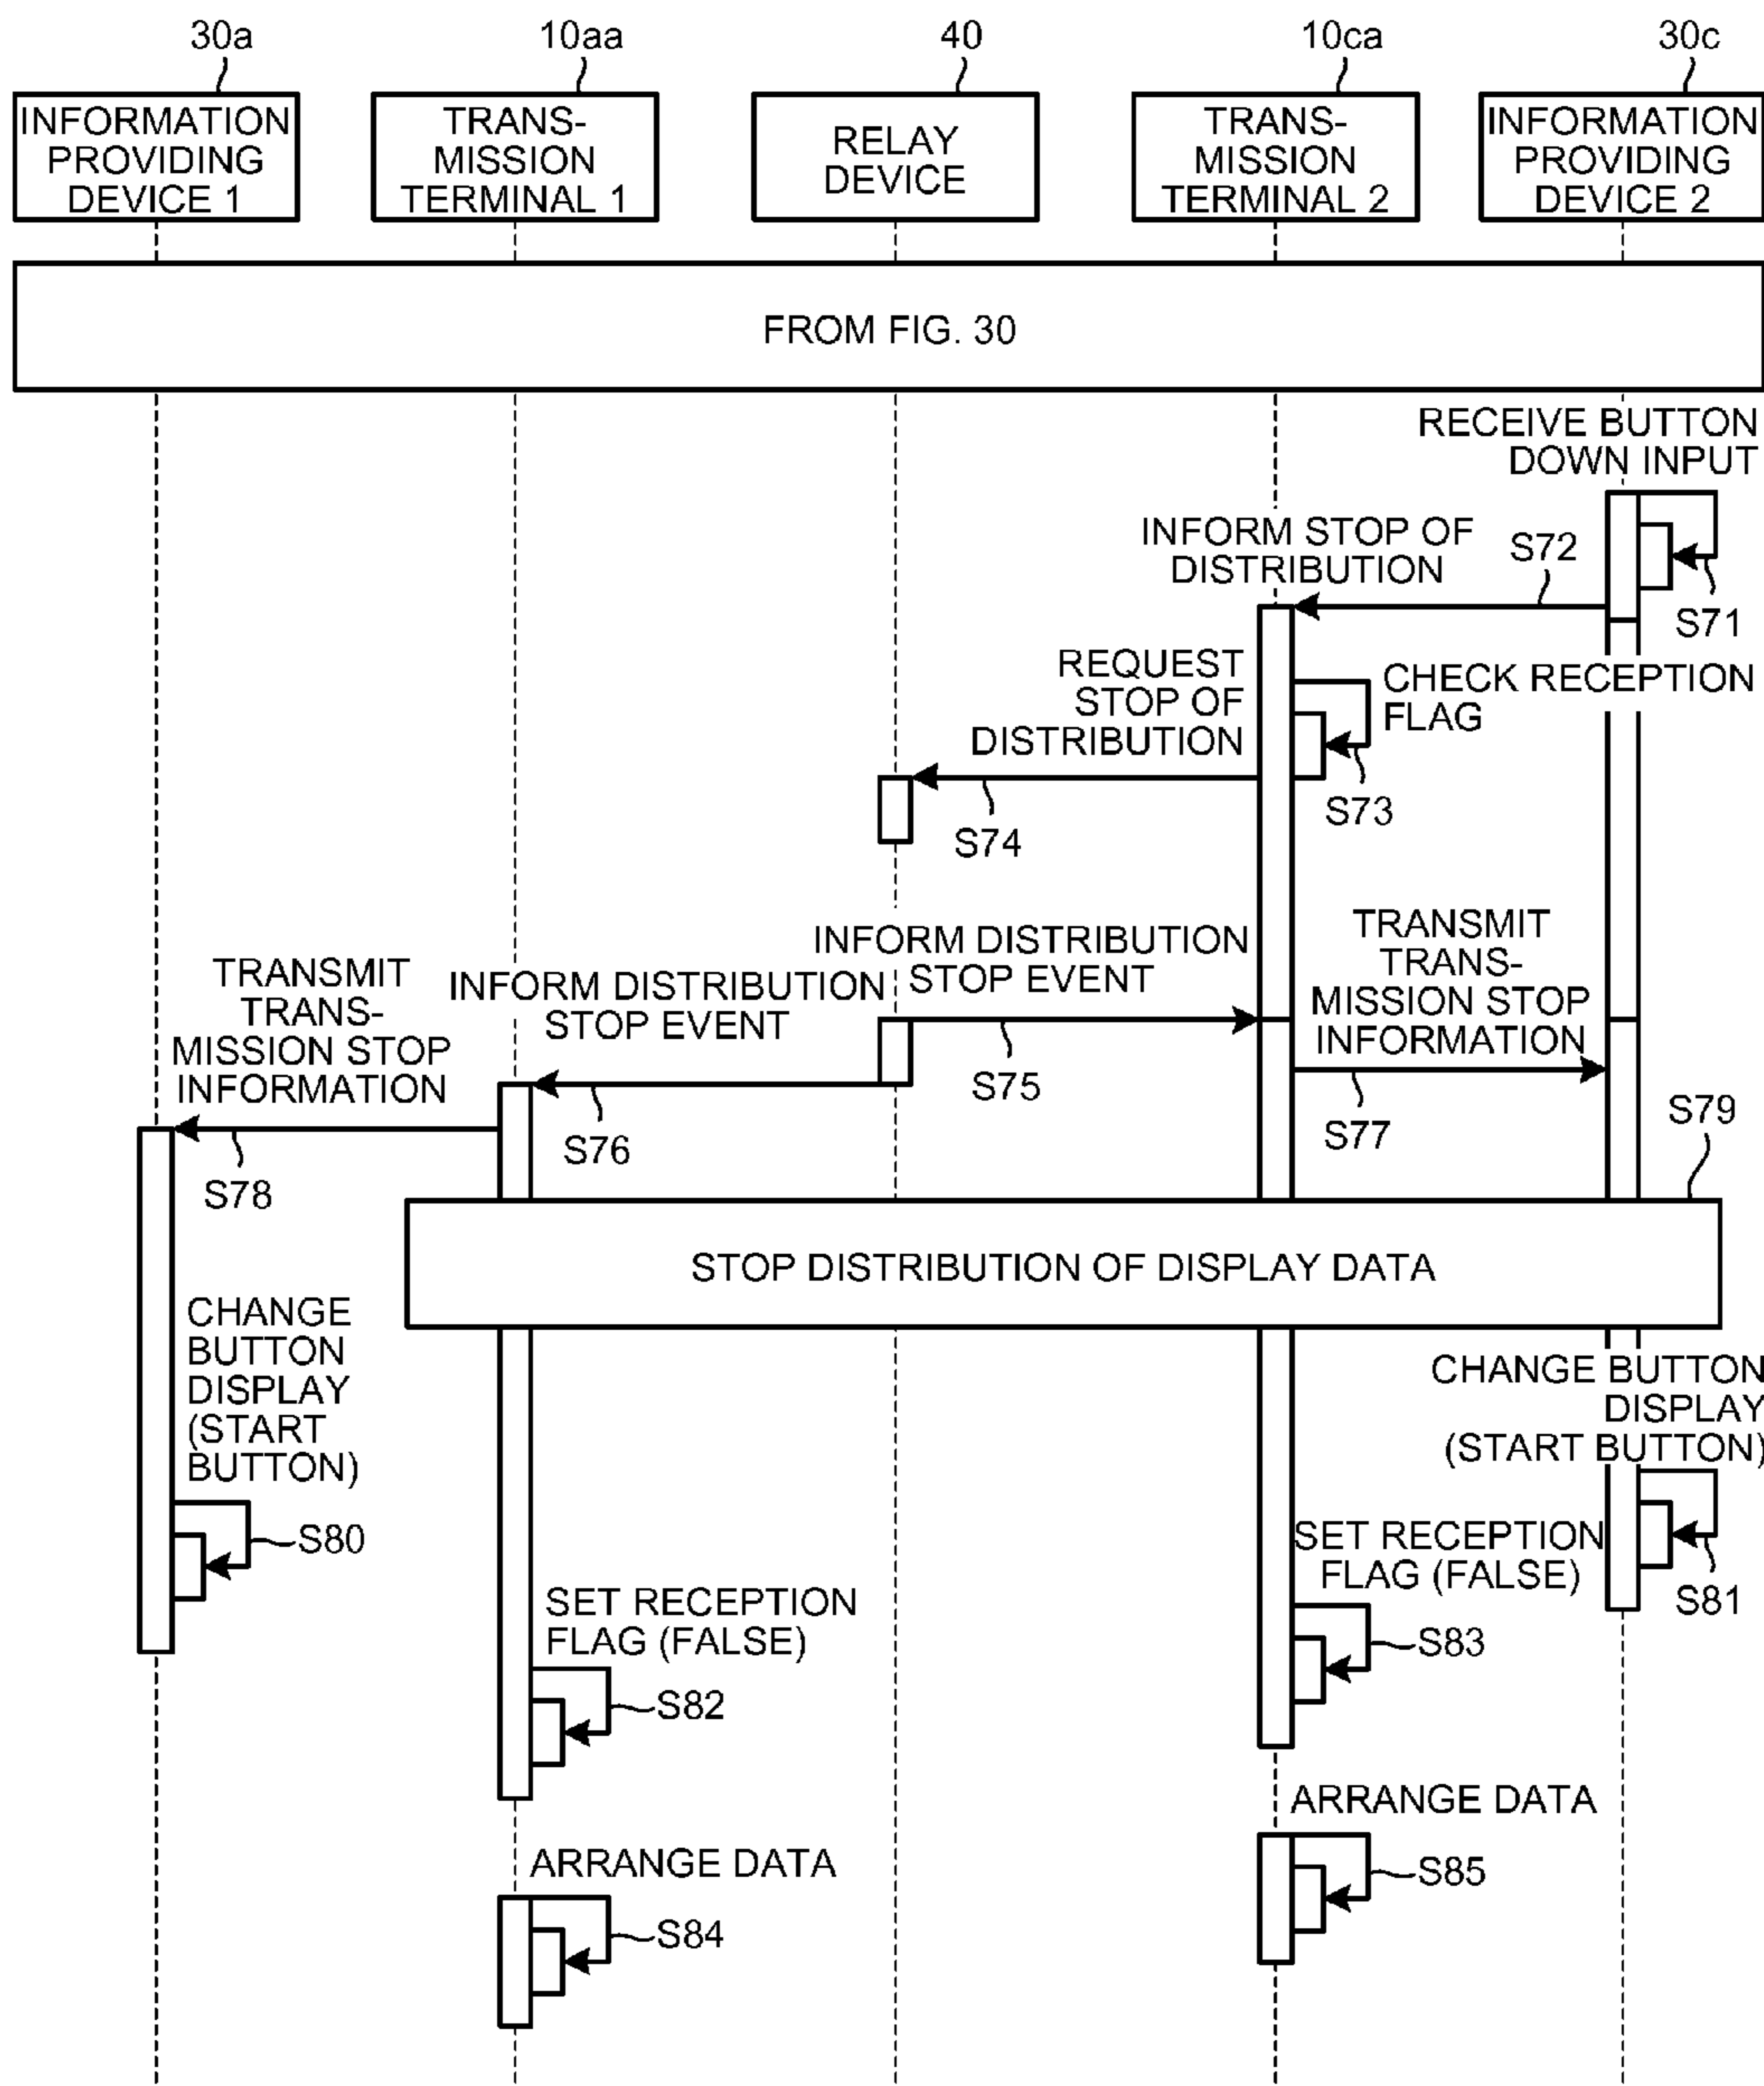 30a
10aa
40
10ca
30c
INFORMATION
PROVIDING
DEVICE 1
TRANS-
MISSION
TERMINAL 1
RELAY
DEVICE
TRANS-
MISSION
TERMINAL 2
INFORMATION
PROVIDING
DEVICE 2
FROM FIG. 30
RECEIVE BUTTON
DOWN INPUT
S71
INFORM STOP OF
DISTRIBUTION
S72
CHECK RECEPTION
FLAG
S73
REQUEST
STOP OF
DISTRIBUTION
S74
INFORM DISTRIBUTION
STOP EVENT
S75
INFORM DISTRIBUTION
STOP EVENT
S76
TRANSMIT
TRANS-
MISSION STOP
INFORMATION
S77
TRANSMIT
TRANS-
MISSION STOP
INFORMATION
S78
S79
STOP DISTRIBUTION OF DISPLAY DATA
CHANGE
BUTTON
DISPLAY
(START
BUTTON)
S80
CHANGE BUTTON
DISPLAY
(START BUTTON)
S81
SET RECEPTION
FLAG (FALSE)
S82
SET RECEPTION
FLAG (FALSE)
S83
ARRANGE DATA
S84
ARRANGE DATA
S85